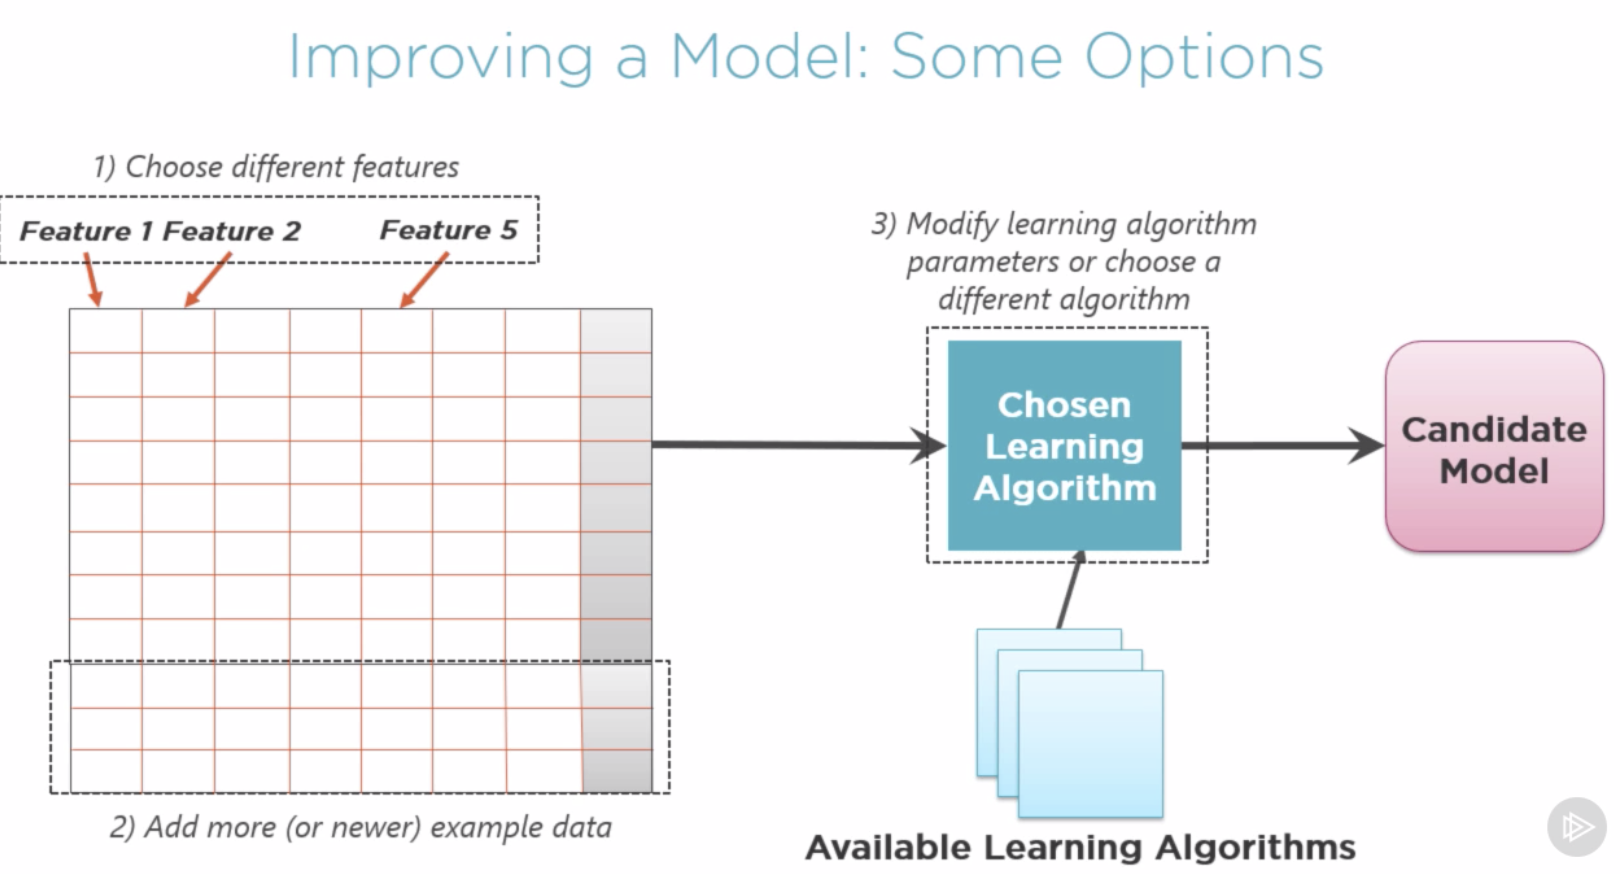 Improving a Model: Some Options
1) Choose different features
Feature 1 Feature 2 Feature 5
3) Modify learning algorithm
parameters or choose a
different algorithm
Chosen
Learning
Algorithm
Candidate
Model
2) Add more (or newer) example data
Available Learning Algorithms